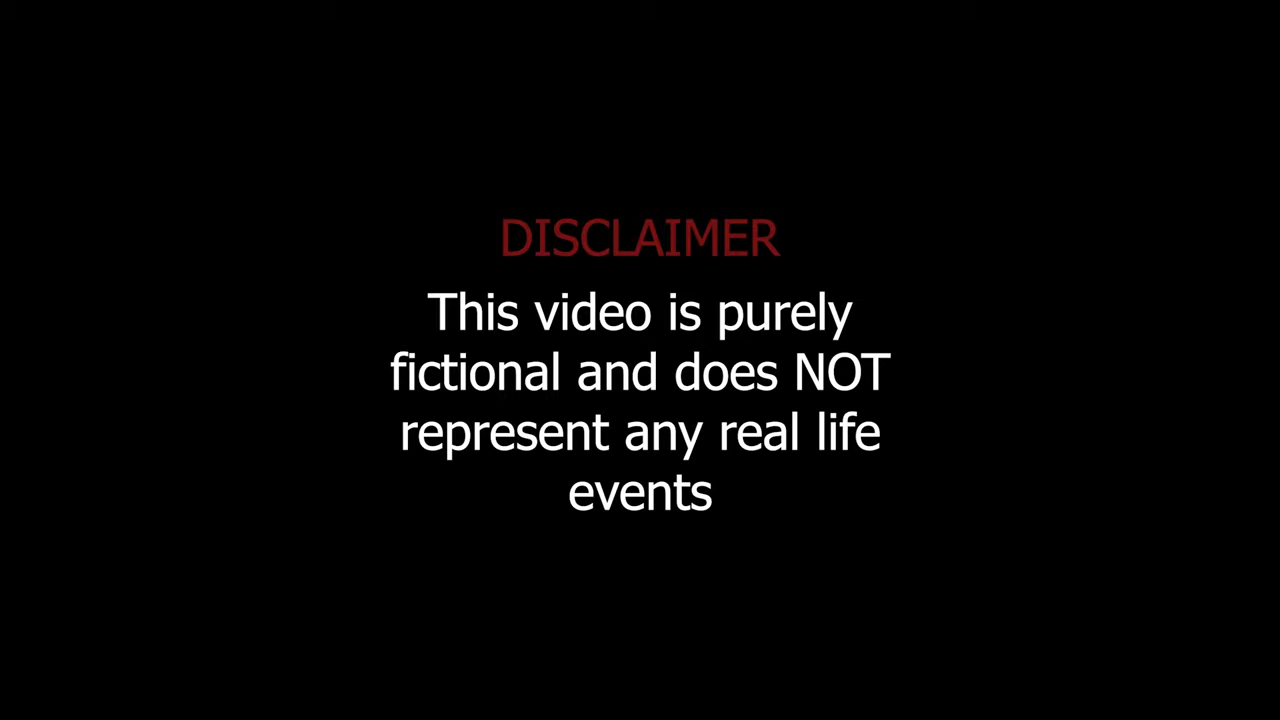 DISCLAIMER
This video is purely
fictional and does NOT
represent any real life
events